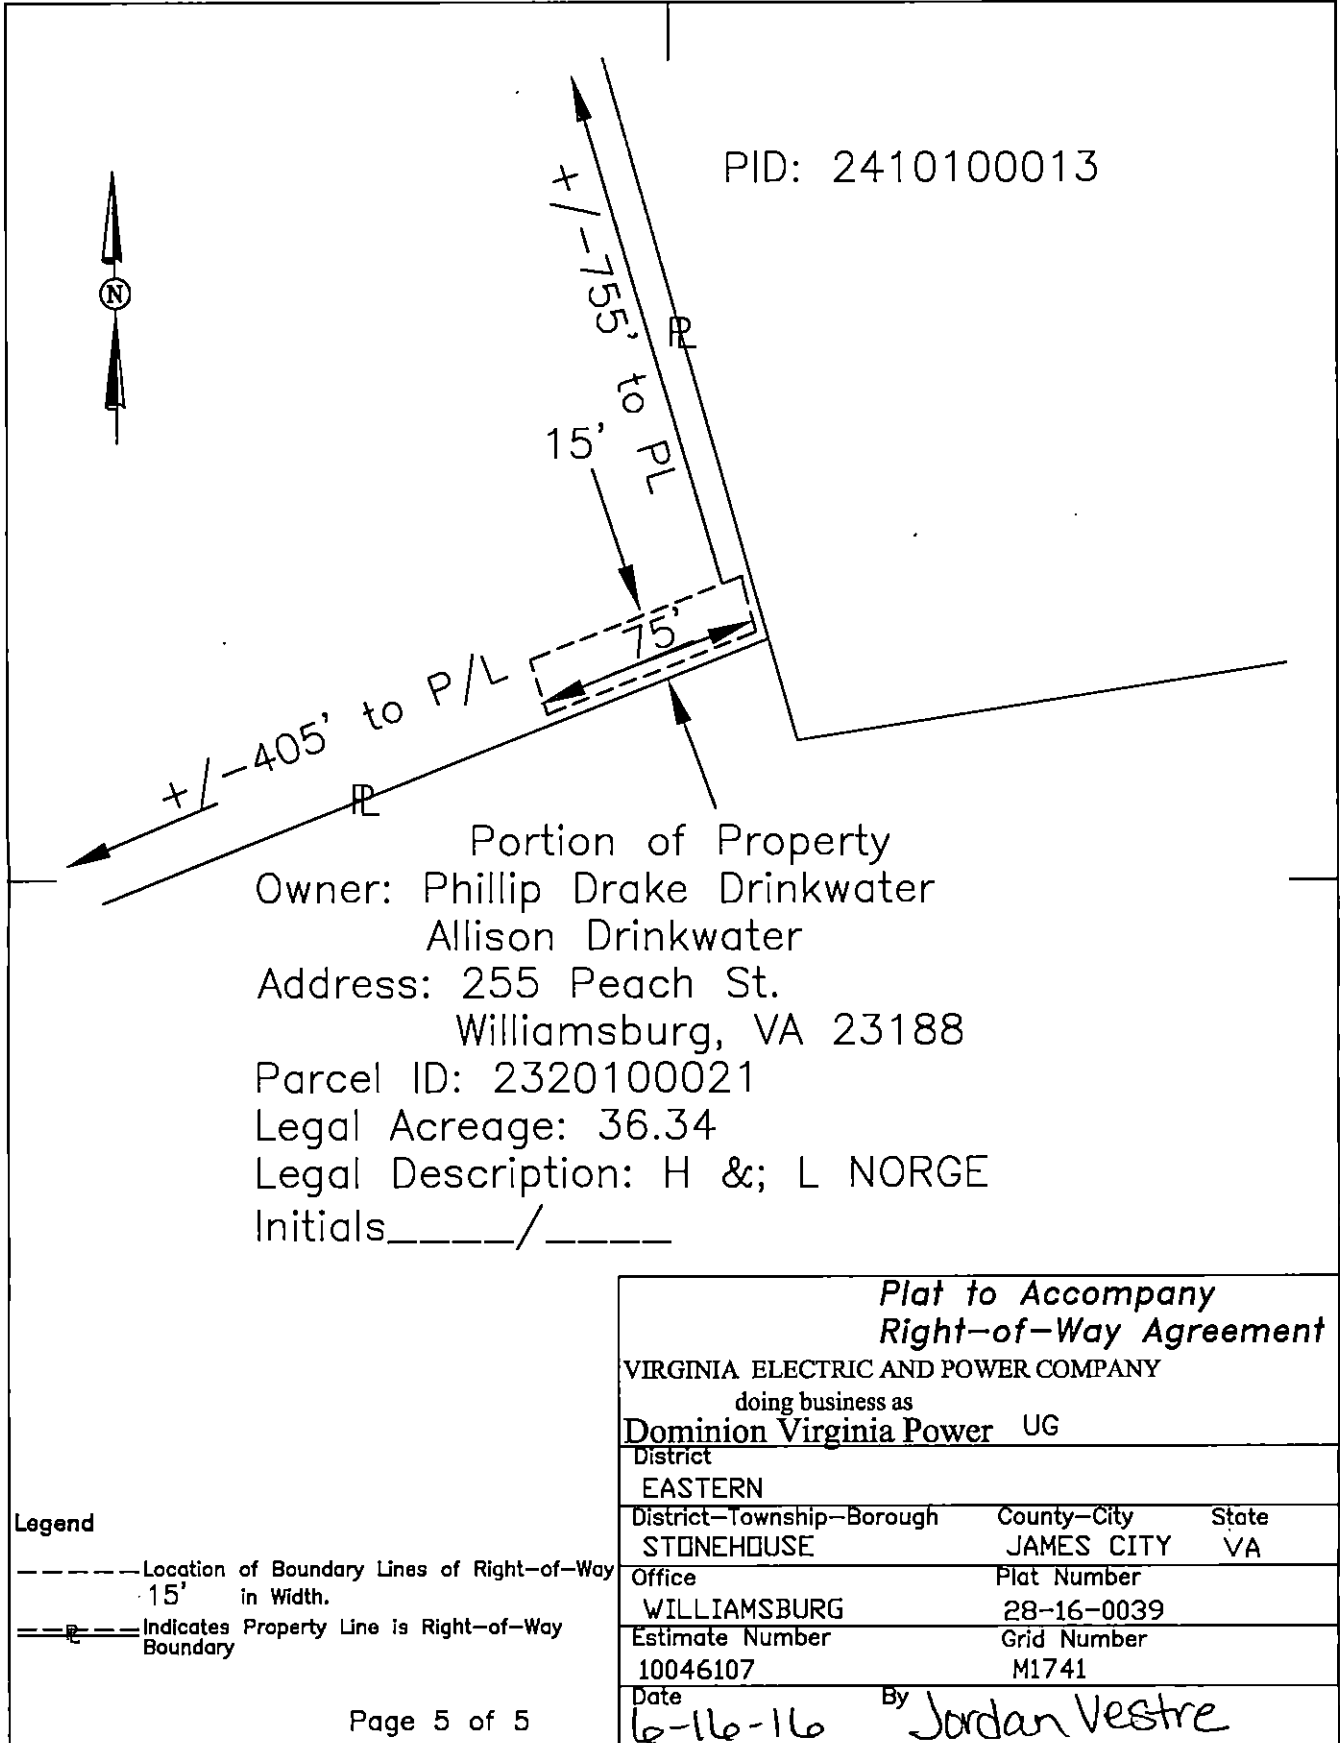 PID: 2410100013
N
+/-755' to PL
PL
15'
75'
+/-405' to P/L
PL
Portion of Property
Owner: Phillip Drake Drinkwater
Allison Drinkwater
Address: 255 Peach St.
Williamsburg, VA 23188
Parcel ID: 2320100021
Legal Acreage: 36.34
Legal Description: H &; L NORGE
Initials____/____
Plat to Accompany
Right-of-Way Agreement
VIRGINIA ELECTRIC AND POWER COMPANY
doing business as
Dominion Virginia Power UG
District
EASTERN
District-Township-Borough County-City State
STONEHOUSE JAMES CITY VA
Office Plat Number
WILLIAMSBURG 28-16-0039
Estimate Number Grid Number
10046107 M1741
Date By
6-16-16 Jordan Vestre
Legend
Location of Boundary Lines of Right-of-Way
15' in Width.
PL Indicates Property Line is Right-of-Way
Boundary
Page 5 of 5